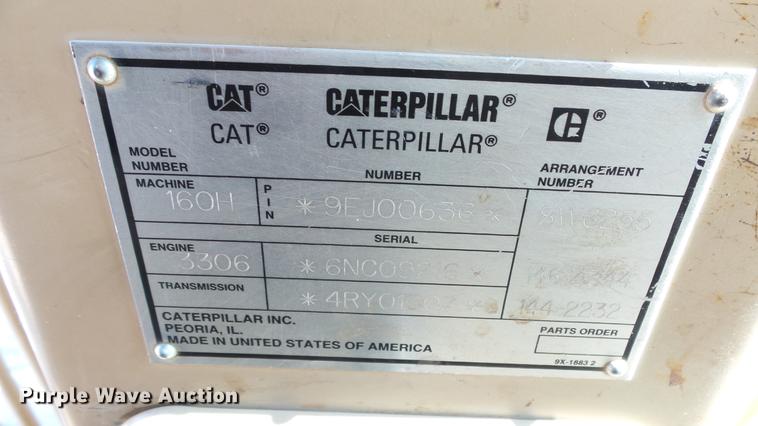 CAT® CATERPILLAR® ®
CAT® CATERPILLAR®
MODEL NUMBER NUMBER ARRANGEMENT NUMBER
MACHINE 160H PIN *9EJ00636*
SERIAL
ENGINE 3306
TRANSMISSION 144-2232
CATERPILLAR INC.
PEORIA, IL.
MADE IN UNITED STATES OF AMERICA
PARTS ORDER
9X-1883 2
Purple Wave Auction